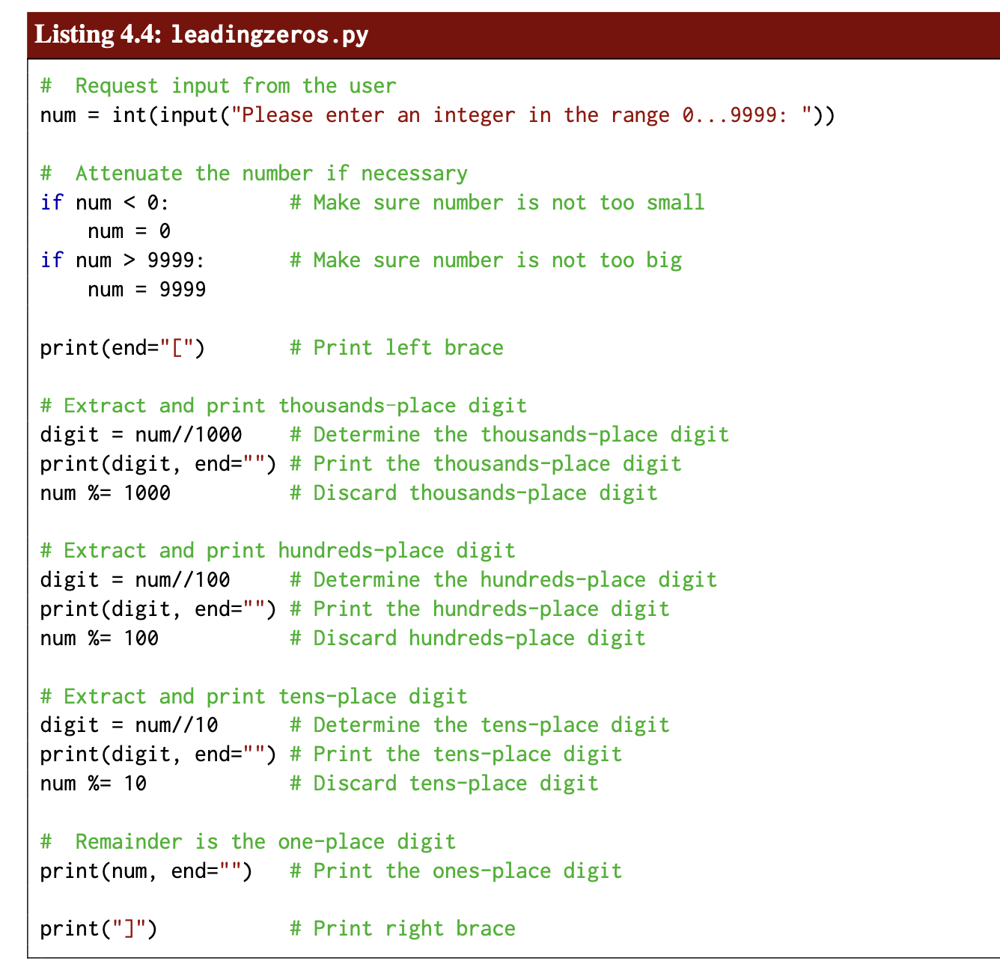 Listing 4.4: leadingzeros.py
#  Request input from the user
num = int(input("Please enter an integer in the range 0...9999: "))
#  Attenuate the number if necessary
if num < 0:          # Make sure number is not too small
    num = 0
if num > 9999:       # Make sure number is not too big
    num = 9999
print(end="[")       # Print left brace
# Extract and print thousands-place digit
digit = num//1000    # Determine the thousands-place digit
print(digit, end="") # Print the thousands-place digit
num %= 1000          # Discard thousands-place digit
# Extract and print hundreds-place digit
digit = num//100     # Determine the hundreds-place digit
print(digit, end="") # Print the hundreds-place digit
num %= 100           # Discard hundreds-place digit
# Extract and print tens-place digit
digit = num//10      # Determine the tens-place digit
print(digit, end="") # Print the tens-place digit
num %= 10            # Discard tens-place digit
#  Remainder is the one-place digit
print(num, end="")   # Print the ones-place digit
print("]")           # Print right brace